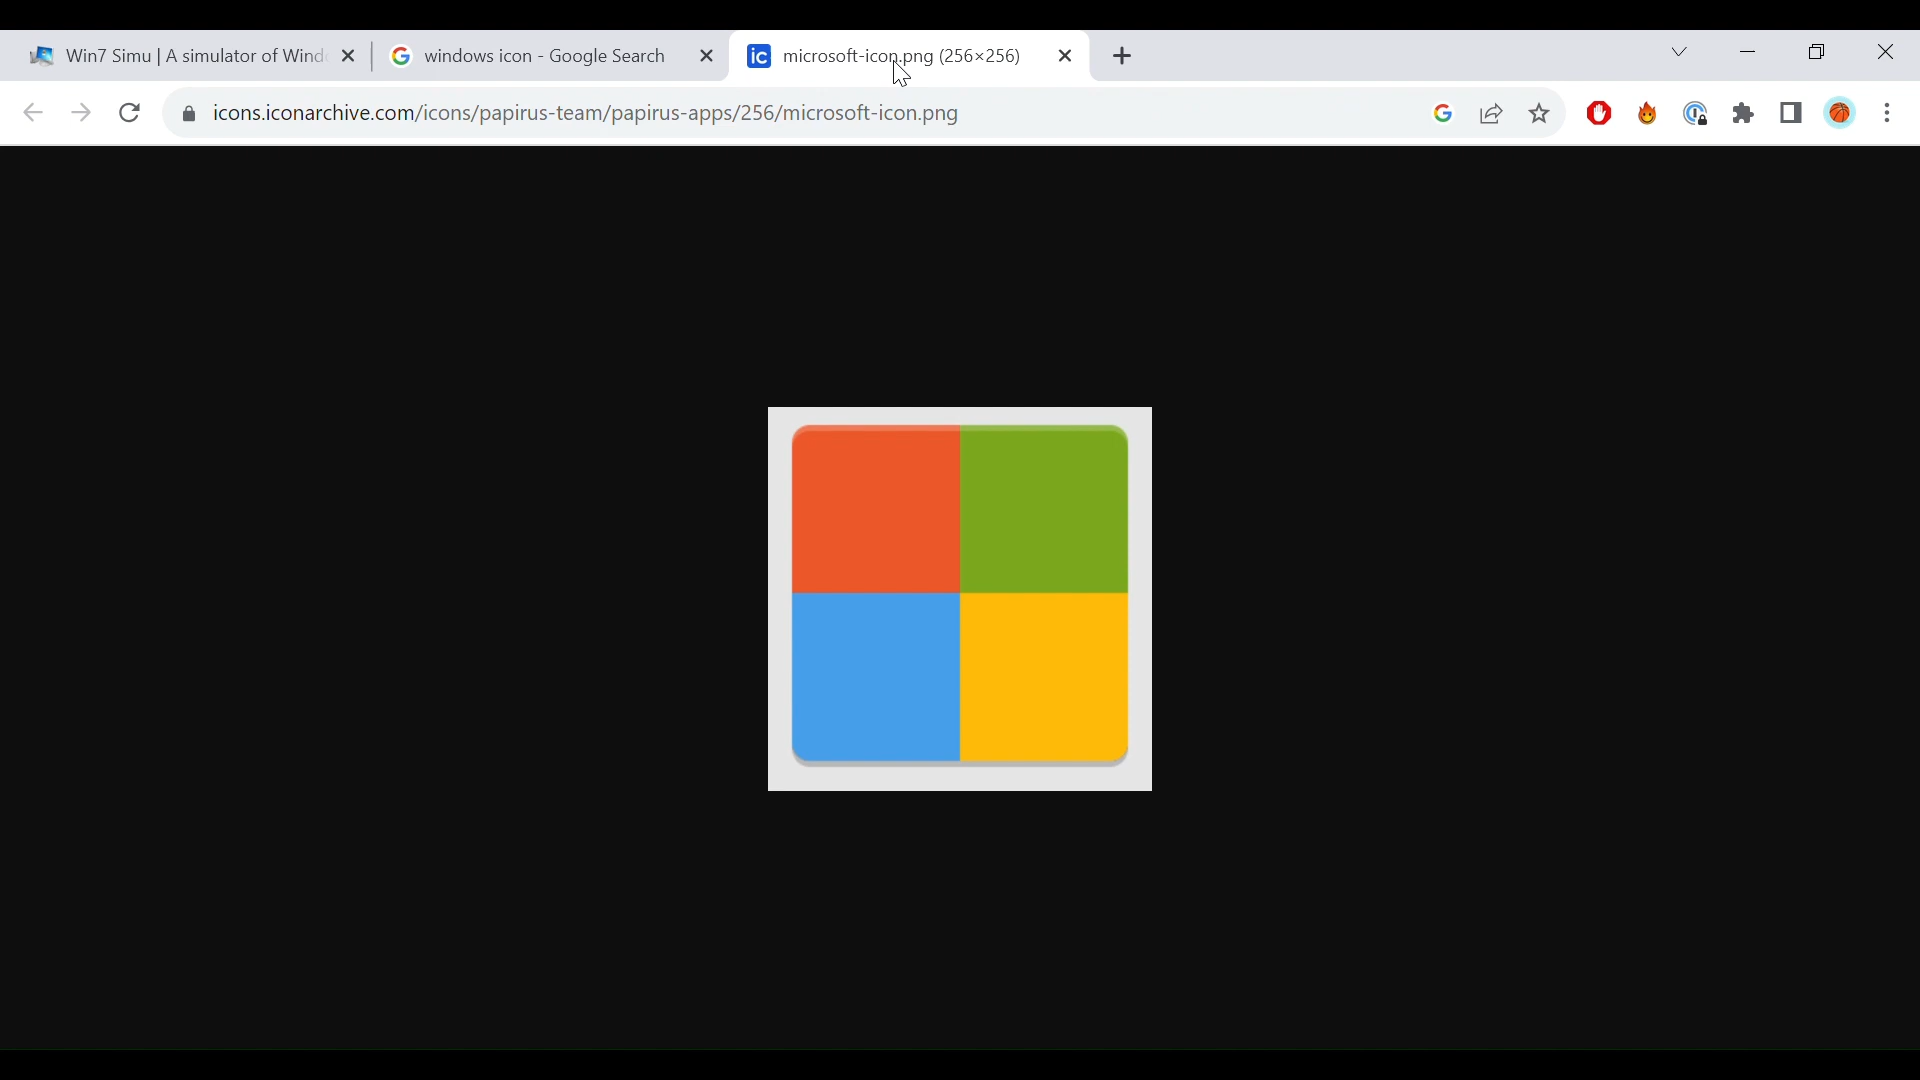 Win7 Simu | A simulator of Wind
windows icon - Google Search
microsoft-icon.png (256×256)
icons.iconarchive.com/icons/papirus-team/papirus-apps/256/microsoft-icon.png